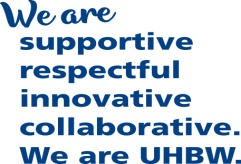 We are
supportive
respectful
innovative
collaborative.
We are UHBW.